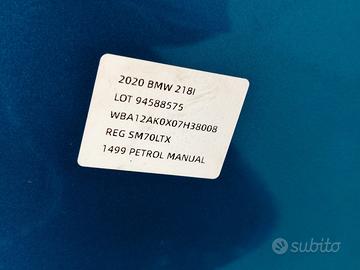 2020 BMW 218I
LOT 94588575
WBA12AK0X07H38008
REG SM70LTX
1499 PETROL MANUAL
subito